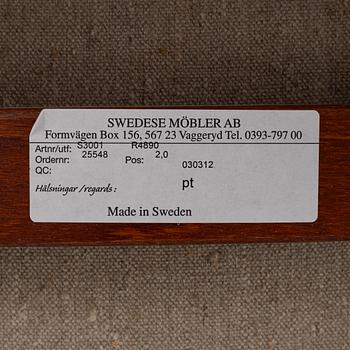 SWEDESE MÖBLER AB
Formvägen Box 156, 567 23 Vaggeryd Tel. 0393-797 00
Artnr/utf: S3001 R4890
Ordernr: 25548 Pos: 2,0
QC: 030312
Hälsningar /regards : pt
Made in Sweden